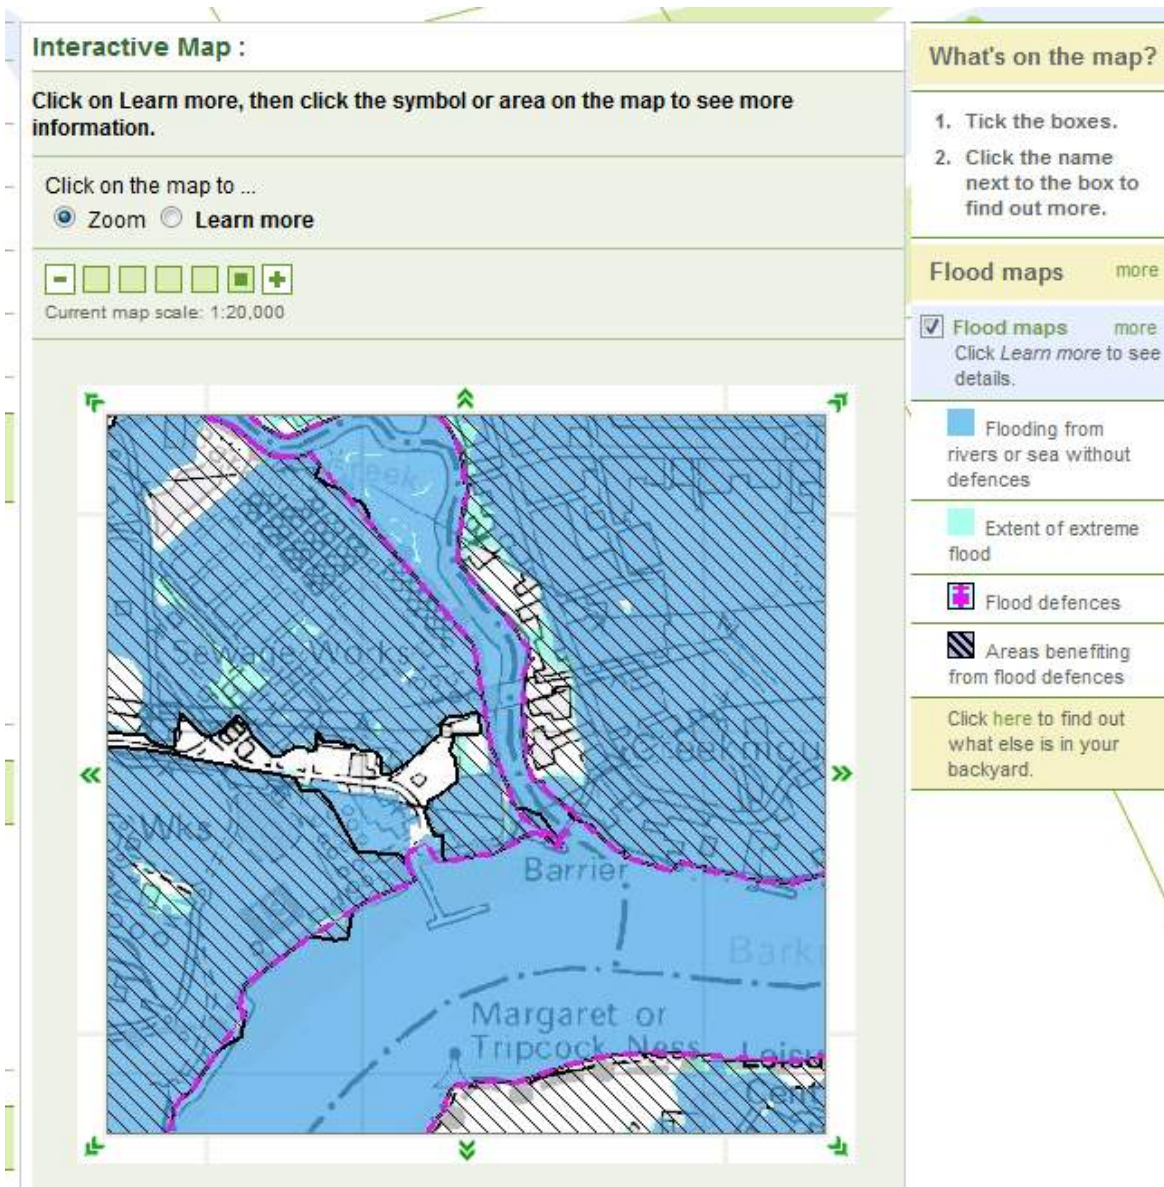 Interactive Map :
Click on Learn more, then click the symbol or area on the map to see more
information.
Click on the map to ...
Zoom Learn more
Current map scale: 1:20,000
Creek
Sewage Works
Wks
Barrier
Margaret or
Tripcock Ness
What's on the map?
1. Tick the boxes.
2. Click the name
next to the box to
find out more.
Flood maps more
Flood maps more
Click Learn more to see
details.
Flooding from
rivers or sea without
defences
Extent of extreme
flood
Flood defences
Areas benefiting
from flood defences
Click here to find out
what else is in your
backyard.